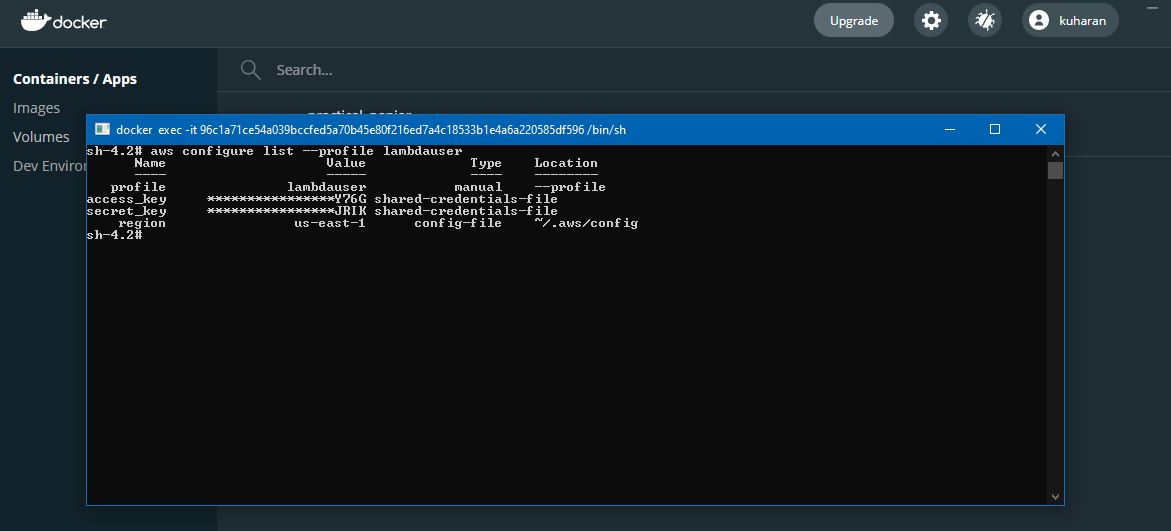 docker
Upgrade
kuharan
Containers / Apps
Search...
Images
Volumes
Dev Environ
docker exec -it 96c1a71ce54a039bccfed5a70b45e80f216ed7a4c18533b1e4a6a220585df596 /bin/sh
sh-4.2# aws configure list --profile lambdauser
Name Value Type Location
---- ----- ---- --------
profile lambdauser manual --profile
access_key ****************Y76G shared-credentials-file
secret_key ****************JRIK shared-credentials-file
region us-east-1 config-file ~/.aws/config
sh-4.2#